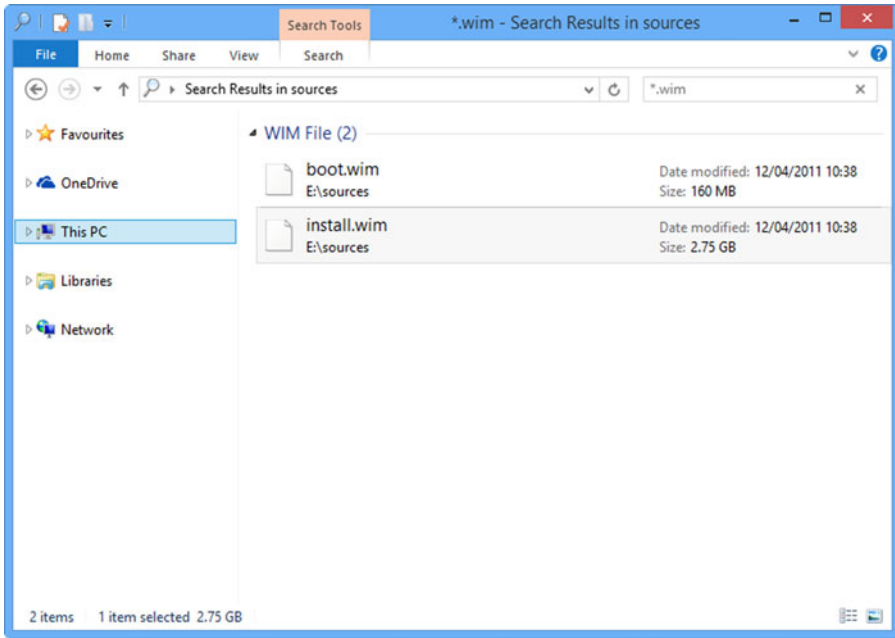 Search Tools
*.wim - Search Results in sources
File Home Share View Search
Search Results in sources
*.wim
Favourites
OneDrive
This PC
Libraries
Network
WIM File (2)
boot.wim
E:\sources
Date modified: 12/04/2011 10:38
Size: 160 MB
install.wim
E:\sources
Date modified: 12/04/2011 10:38
Size: 2.75 GB
2 items 1 item selected 2.75 GB